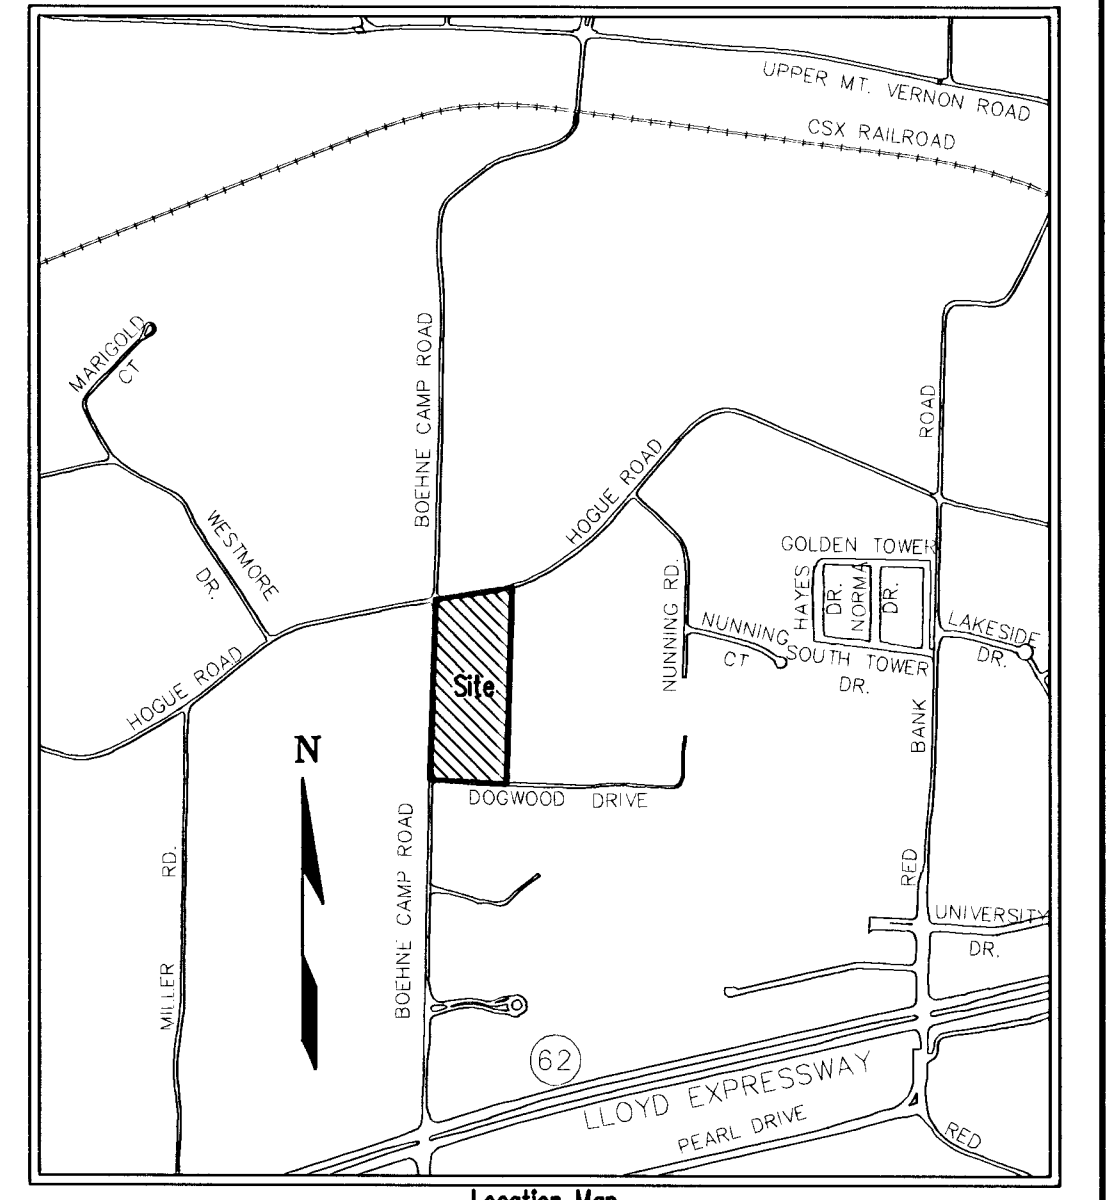 UPPER MT. VERNON ROAD
CSX RAILROAD
MARIGOLD
CT
BOEHNE CAMP ROAD
ROAD
HOGUE ROAD
WESTMORE
DR.
GOLDEN TOWER
HAYES
DR.
NORMA
DR.
NUNNING RD.
NUNNING
CT
LAKESIDE
DR.
SOUTH TOWER
DR.
HOGUE ROAD
Site
BANK
N
DOGWOOD DRIVE
RD.
BOEHNE CAMP ROAD
RED
UNIVERSITY
DR.
MILLER
62
LLOYD EXPRESSWAY
PEARL DRIVE
RED
Location Map